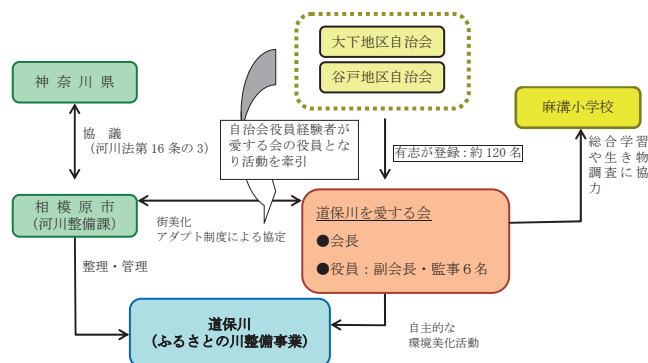 大下地区自治会
谷戸地区自治会
神奈川県
麻溝小学校
協　議
（河川法第 16 条の 3）
自治会役員経験者が
愛する会の役員とな
り活動を牽引
有志が登録：約 120 名
総合学習
や生き物
調査に協
力
相模原市
（河川整備課）
街美化
アダプト制度による協定
道保川を愛する会
●会長
●役員：副会長・監事６名
整理・管理
道保川
（ふるさとの川整備事業）
自主的な
環境美化活動